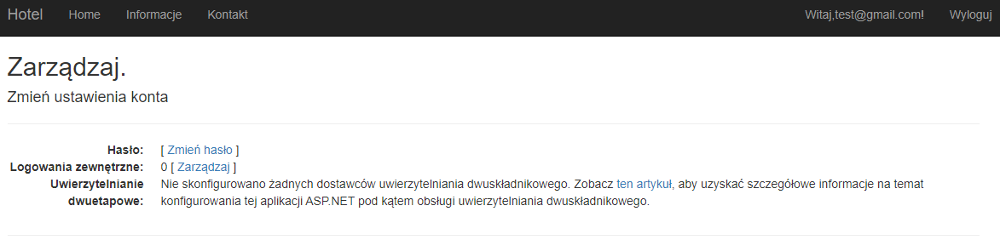 Hotel Home Informacje Kontakt Witaj,test@gmail.com! Wyloguj
Zarządzaj.
Zmień ustawienia konta
Hasło: [ Zmień hasło ]
Logowania zewnętrzne: 0 [ Zarządzaj ]
Uwierzytelnianie dwuetapowe: Nie skonfigurowano żadnych dostawców uwierzytelniania dwuskładnikowego. Zobacz ten artykuł, aby uzyskać szczegółowe informacje na temat
konfigurowania tej aplikacji ASP.NET pod kątem obsługi uwierzytelniania dwuskładnikowego.